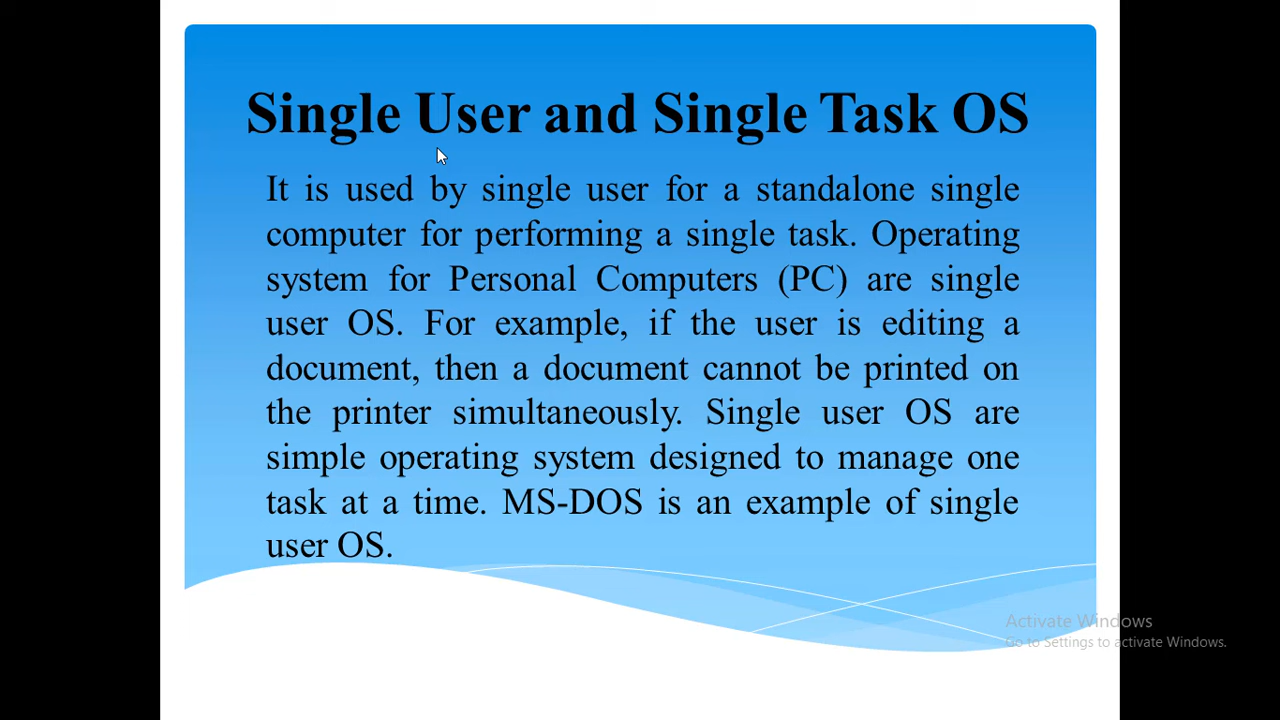 Single User and Single Task OS
It is used by single user for a standalone single
computer for performing a single task. Operating
system for Personal Computers (PC) are single
user OS. For example, if the user is editing a
document, then a document cannot be printed on
the printer simultaneously. Single user OS are
simple operating system designed to manage one
task at a time. MS-DOS is an example of single
user OS.
Activate Windows
Go to Settings to activate Windows.